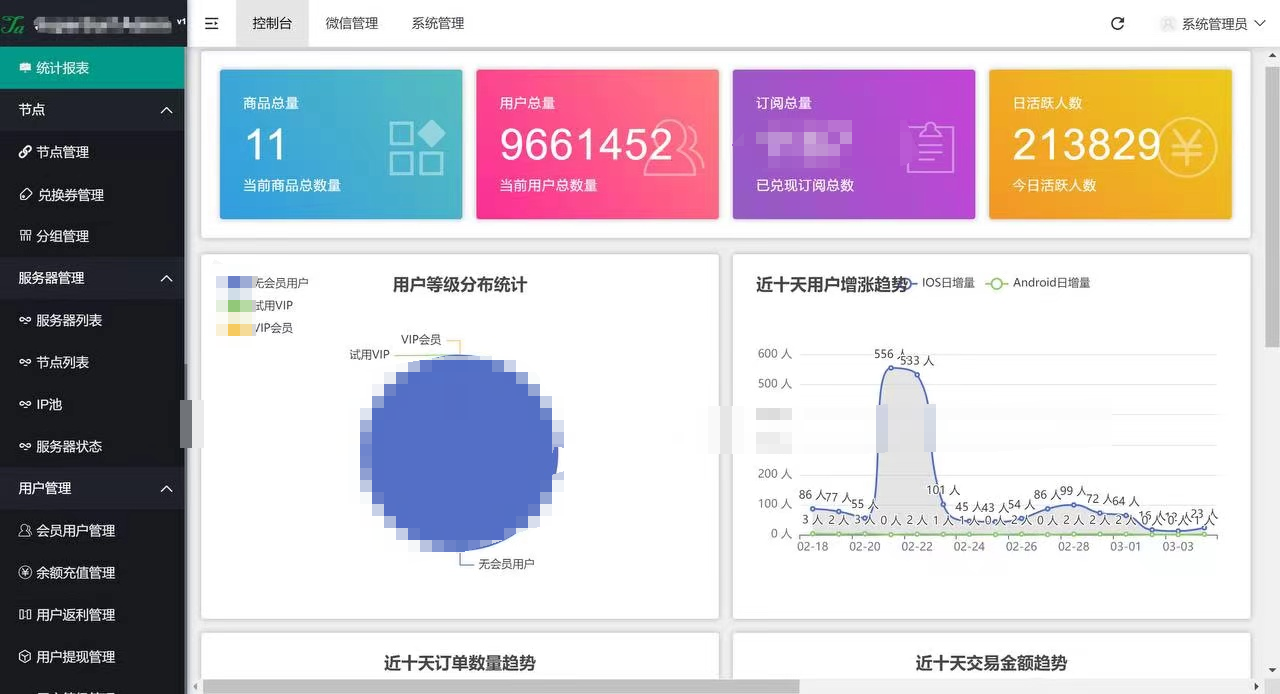 v1
控制台
微信管理
系统管理
系统管理员
统计报表
节点
节点管理
兑换券管理
分组管理
服务器管理
服务器列表
节点列表
IP池
服务器状态
用户管理
会员用户管理
余额充值管理
用户返利管理
用户提现管理
商品总量
11
当前商品总数量
用户总量
9661452
当前用户总数量
订阅总量
已兑现订阅总数
日活跃人数
213829
今日活跃人数
用户等级分布统计
无会员用户
试用VIP
VIP会员
VIP会员
试用VIP
无会员用户
近十天用户增涨趋势
IOS日增量
Android日增量
600 人
500 人
200 人
100 人
0 人
556 人
533 人
86 人 77 人 55 人 101 人 45 人 43 人 54 人 86 人 99 人 72 人 64 人 23 人
3 人 2 人 3 人 0 人 2 人 1 人 1 人 0 人 2 人 0 人 2 人 2 人 2 人 0 人 0 人 1 人
02-18 02-20 02-22 02-24 02-26 02-28 03-01 03-03
近十天订单数量趋势
近十天交易金额趋势